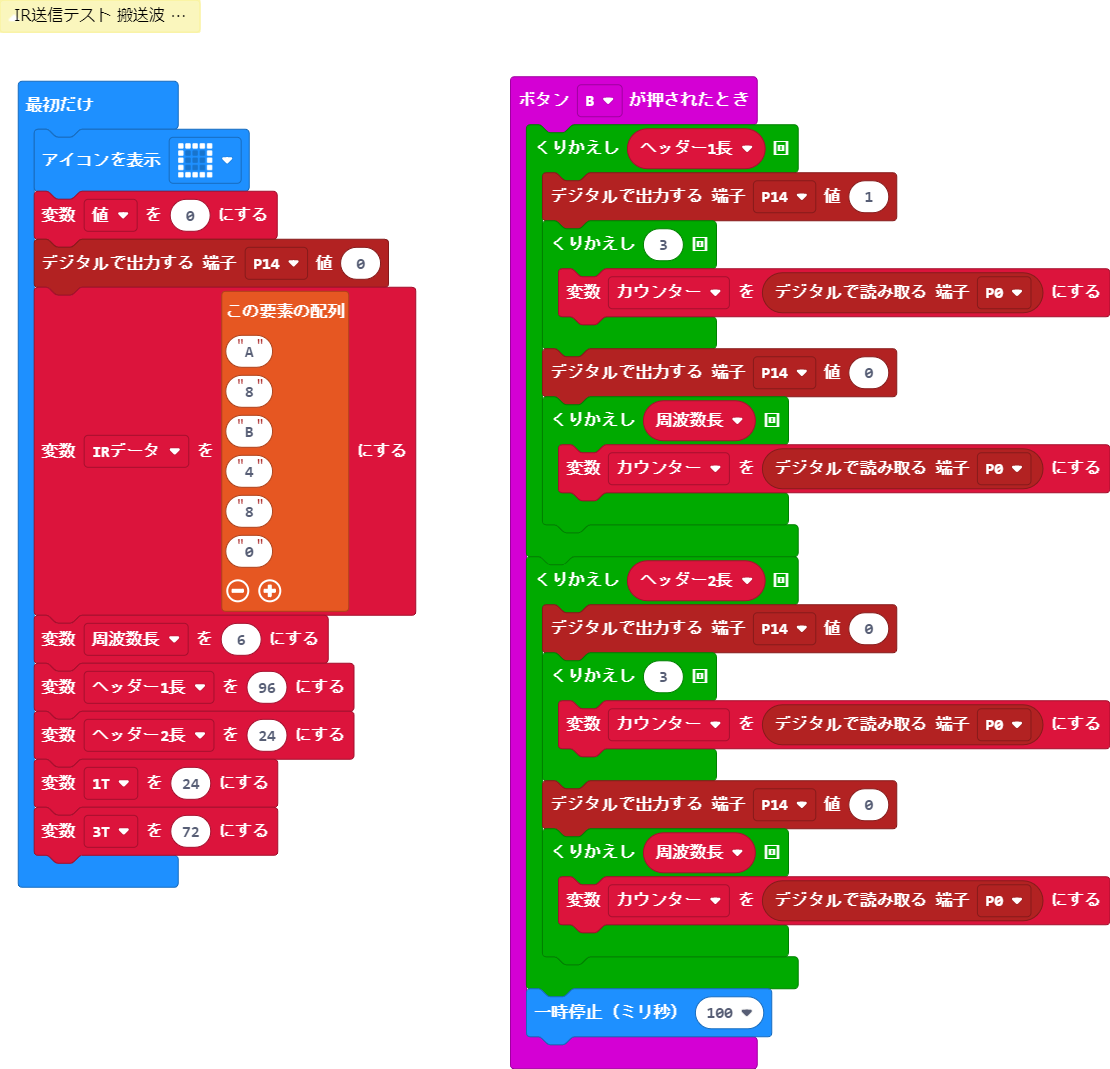 IR送信テスト 搬送波 …
最初だけ
アイコンを表示
変数 値 を 0 にする
デジタルで出力する 端子 P14 値 0
変数 IRデータ を この要素の配列 にする
"A"
"8"
"B"
"4"
"8"
"0"
変数 周波数長 を 6 にする
変数 ヘッダー1長 を 96 にする
変数 ヘッダー2長 を 24 にする
変数 1T を 24 にする
変数 3T を 72 にする
ボタン B が押されたとき
くりかえし ヘッダー1長 回
デジタルで出力する 端子 P14 値 1
くりかえし 3 回
変数 カウンター を デジタルで読み取る 端子 P0 にする
デジタルで出力する 端子 P14 値 0
くりかえし 周波数長 回
変数 カウンター を デジタルで読み取る 端子 P0 にする
くりかえし ヘッダー2長 回
デジタルで出力する 端子 P14 値 0
くりかえし 3 回
変数 カウンター を デジタルで読み取る 端子 P0 にする
デジタルで出力する 端子 P14 値 0
くりかえし 周波数長 回
変数 カウンター を デジタルで読み取る 端子 P0 にする
一時停止（ミリ秒） 100